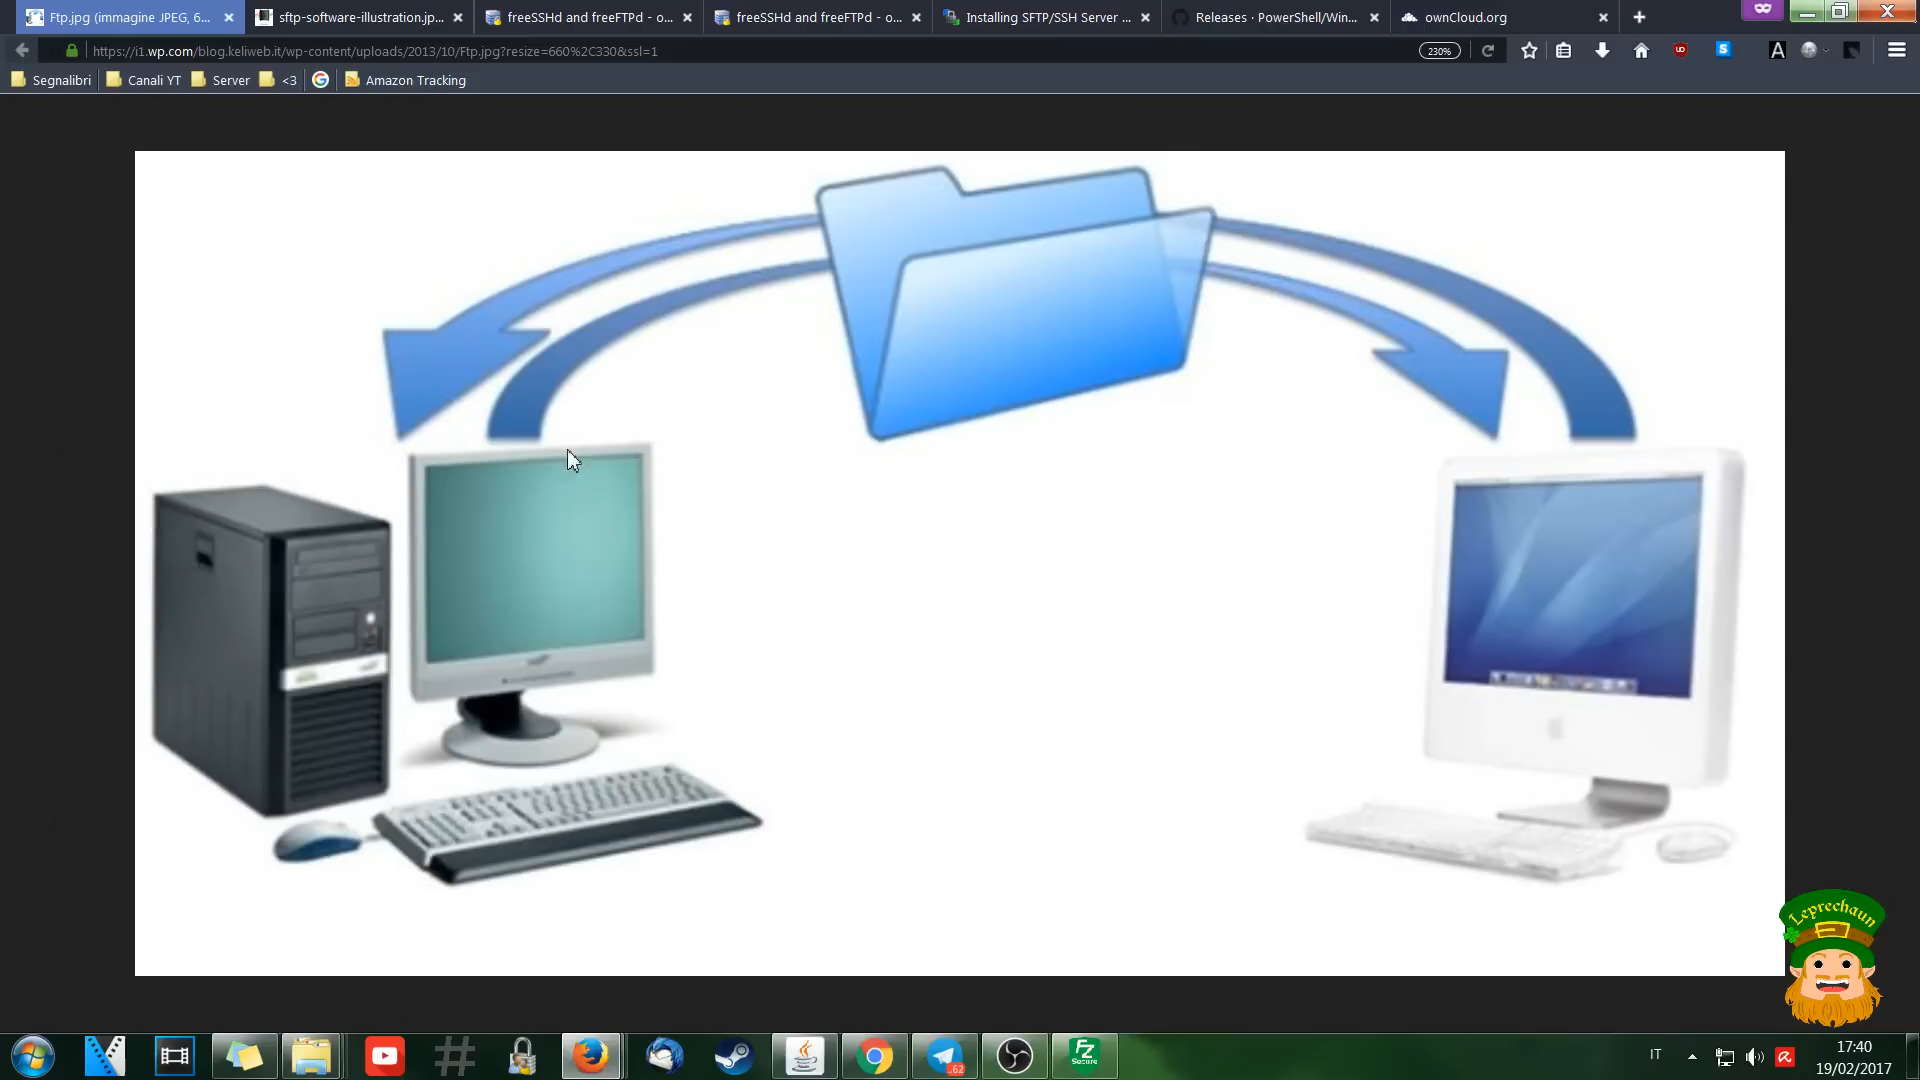 Ftp.jpg (immagine JPEG, 6...
sftp-software-illustration.jp...
freeSSHd and freeFTPd - o...
freeSSHd and freeFTPd - o...
Installing SFTP/SSH Server ...
Releases · PowerShell/Win...
ownCloud.org
https://i1.wp.com/blog.keliweb.it/wp-content/uploads/2013/10/Ftp.jpg?resize=660%2C330&ssl=1
230%
Segnalibri
Canali YT
Server
<3
Amazon Tracking
Leprechaun
62
FZ
Secure
IT
17:40
19/02/2017